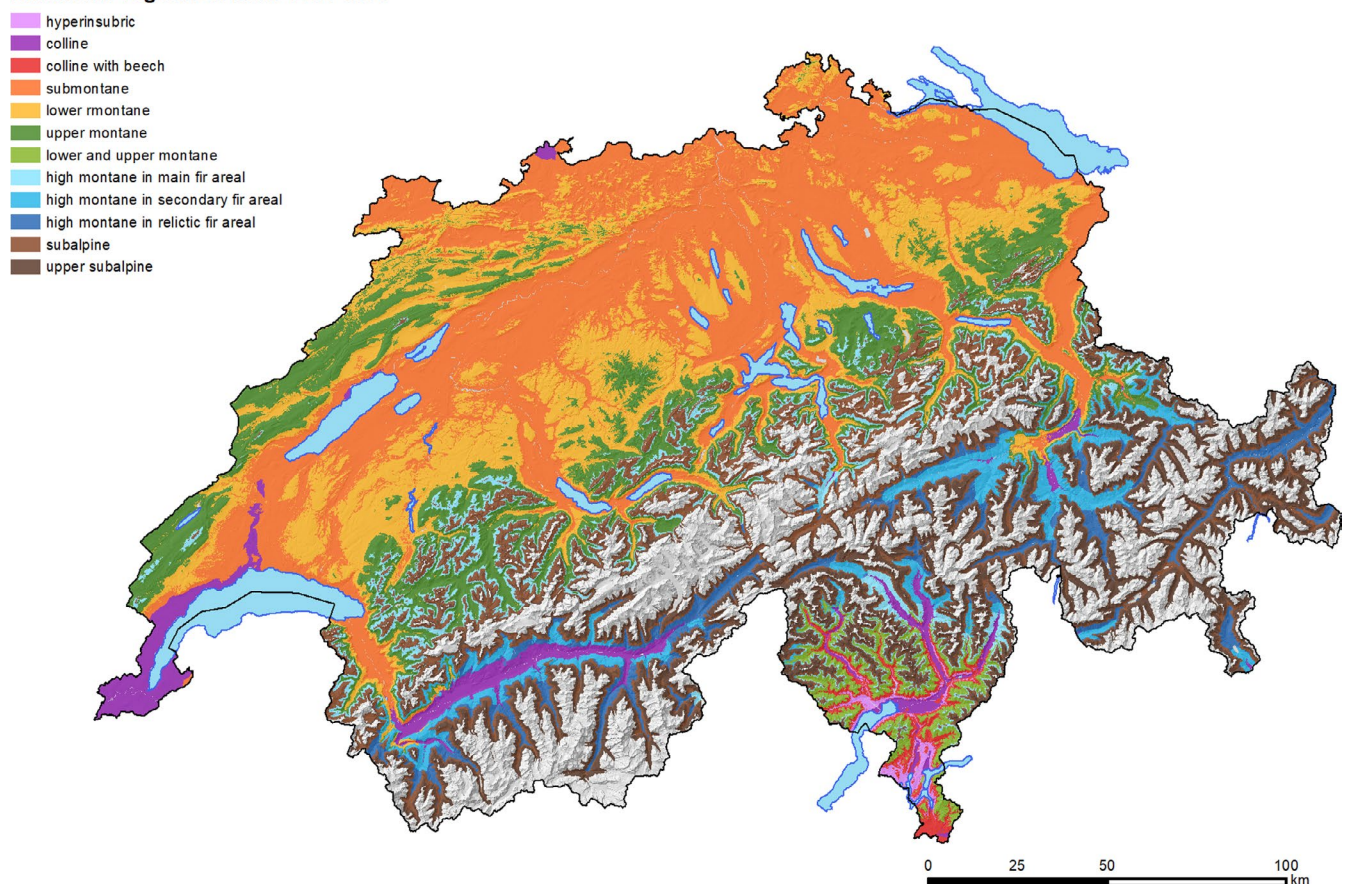 hyperinsubric
colline
colline with beech
submontane
lower rmontane
upper montane
lower and upper montane
high montane in main fir areal
high montane in secondary fir areal
high montane in relictic fir areal
subalpine
upper subalpine
0 25 50 100
km